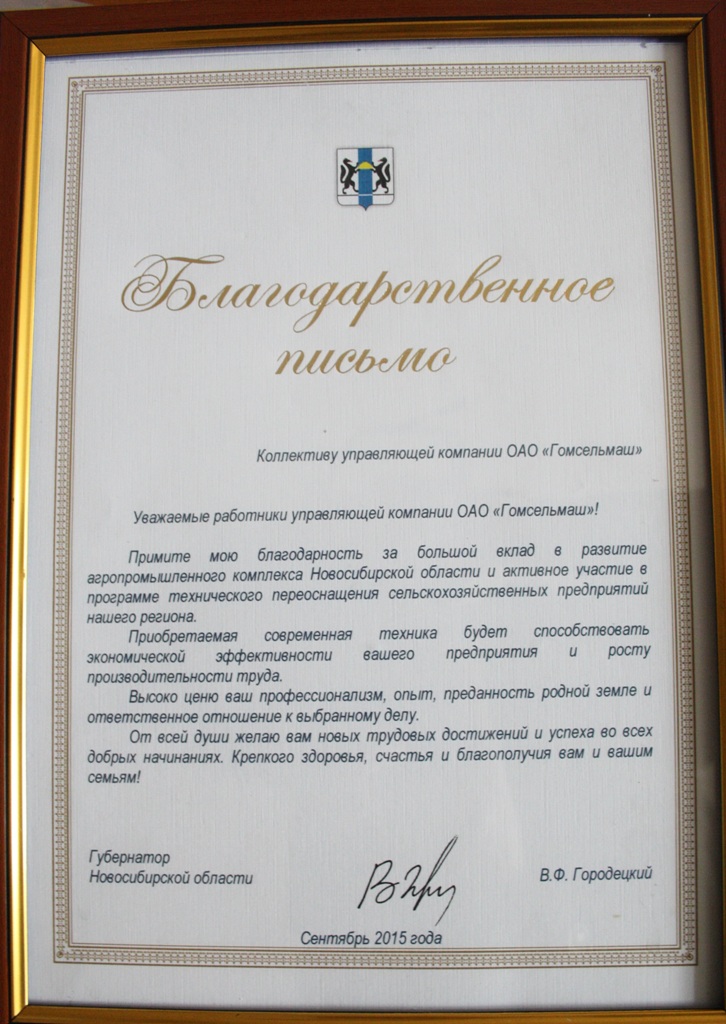 Благодарственное
письмо
Коллективу управляющей компании ОАО «Гомсельмаш»
Уважаемые работники управляющей компании ОАО «Гомсельмаш»!
Примите мою благодарность за большой вклад в развитие
агропромышленного комплекса Новосибирской области и активное участие в
программе технического переоснащения сельскохозяйственных предприятий
нашего региона.
Приобретаемая современная техника будет способствовать
экономической эффективности вашего предприятия и росту
производительности труда.
Высоко ценю ваш профессионализм, опыт, преданность родной земле и
ответственное отношение к выбранному делу.
От всей души желаю вам новых трудовых достижений и успеха во всех
добрых начинаниях. Крепкого здоровья, счастья и благополучия вам и вашим
семьям!
Губернатор
Новосибирской области
В.Ф. Городецкий
Сентябрь 2015 года